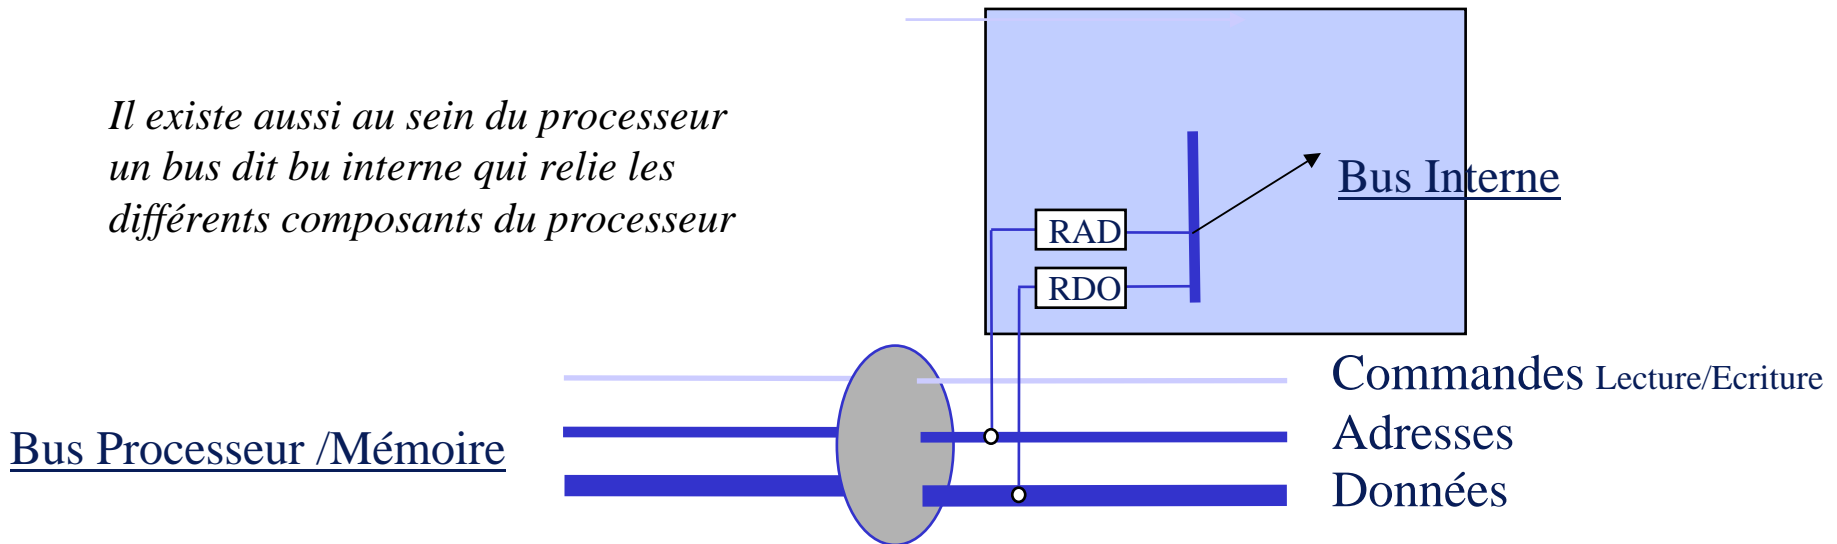 Il existe aussi au sein du processeur
un bus dit bu interne qui relie les
différents composants du processeur
Bus Interne
RAD
RDO
Commandes Lecture/Ecriture
Adresses
Bus Processeur /Mémoire
Données